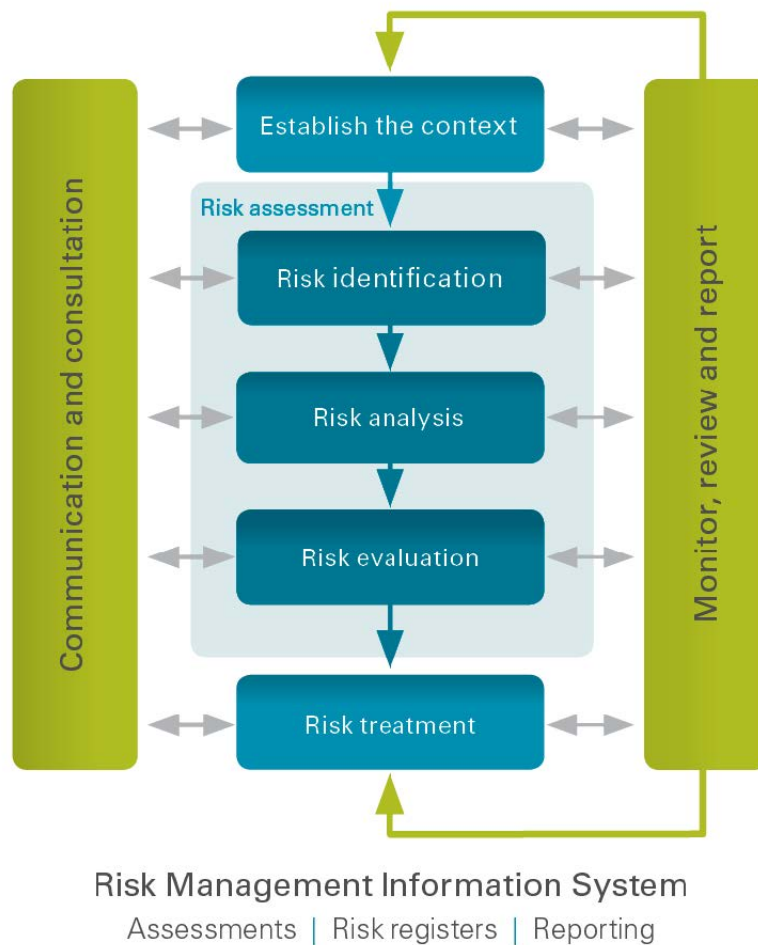 Establish the context
Risk assessment
Risk identification
Risk analysis
Risk evaluation
Risk treatment
Communication and consultation
Monitor, review and report
Risk Management Information System
Assessments | Risk registers | Reporting